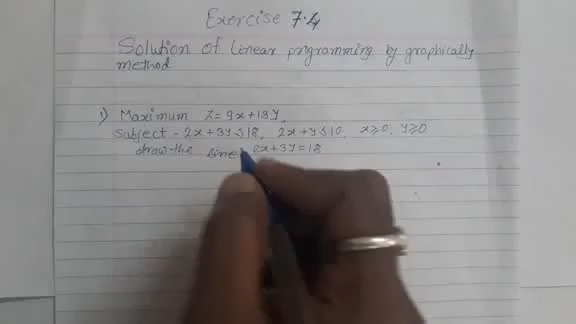 Exercise 7.4
Solution of linear programming by graphically
method
1) Maximum Z = 9x+13y,
Subject - 2x+3y≤18, 2x+y≤10, x≥0, y≥0
draw the line 2x+3y=18